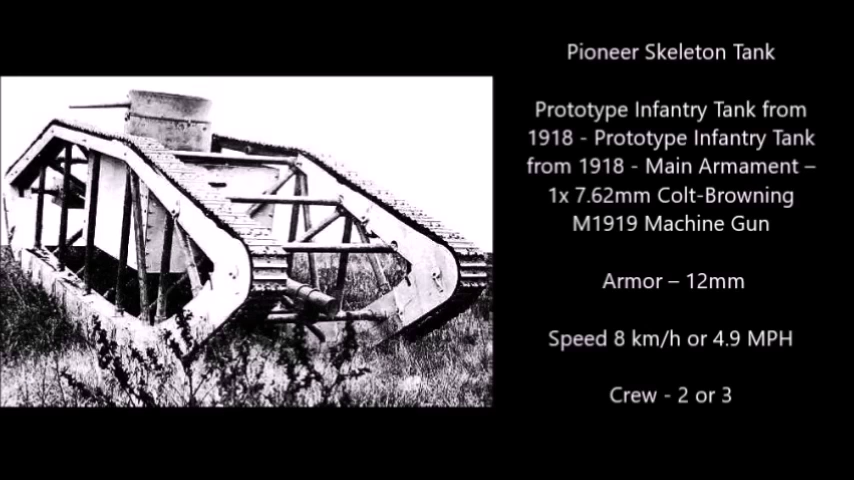 Pioneer Skeleton Tank
Prototype Infantry Tank from
1918 - Prototype Infantry Tank
from 1918 - Main Armament –
1x 7.62mm Colt-Browning
M1919 Machine Gun
Armor – 12mm
Speed 8 km/h or 4.9 MPH
Crew - 2 or 3